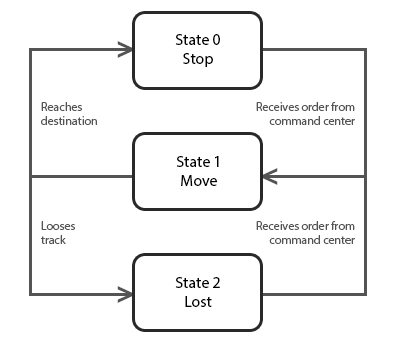 State 0
Stop
Reaches
destination
Receives order from
command center
State 1
Move
Looses
track
Receives order from
command center
State 2
Lost